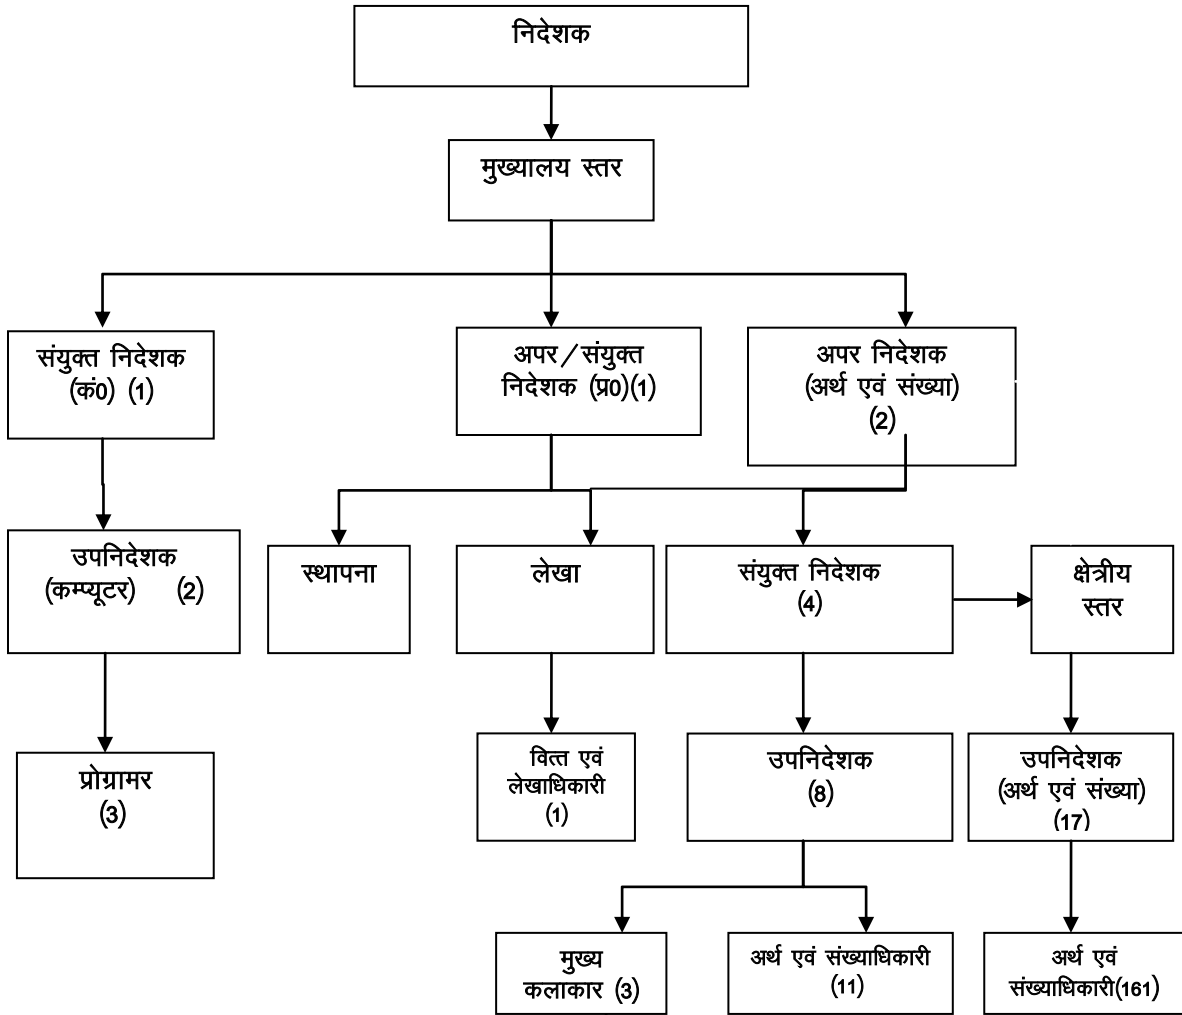 निदेशक
मुख्यालय स्तर
संयुक्त निदेशक
(कं0) (1)
अपर/संयुक्त
निदेशक (प्र0)(1)
अपर निदेशक
(अर्थ एवं संख्या)
(2)
उपनिदेशक
(कम्प्यूटर) (2)
स्थापना
लेखा
संयुक्त निदेशक
(4)
क्षेत्रीय
स्तर
प्रोग्रामर
(3)
वित्त एवं
लेखाधिकारी
(1)
उपनिदेशक
(8)
उपनिदेशक
(अर्थ एवं संख्या)
(17)
मुख्य
कलाकार (3)
अर्थ एवं संख्याधिकारी
(11)
अर्थ एवं
संख्याधिकारी(161)